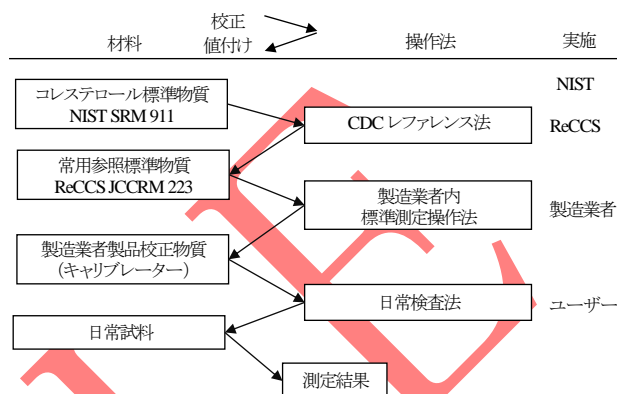 校正
材料
値付け
操作法
実施
NIST
コレステロール標準物質
NIST SRM 911
CDC レファレンス法
ReCCS
常用参照標準物質
ReCCS JCCRM 223
製造業者内
標準測定操作法
製造業者
製造業者製品校正物質
(キャリブレーター)
日常検査法
ユーザー
日常試料
測定結果